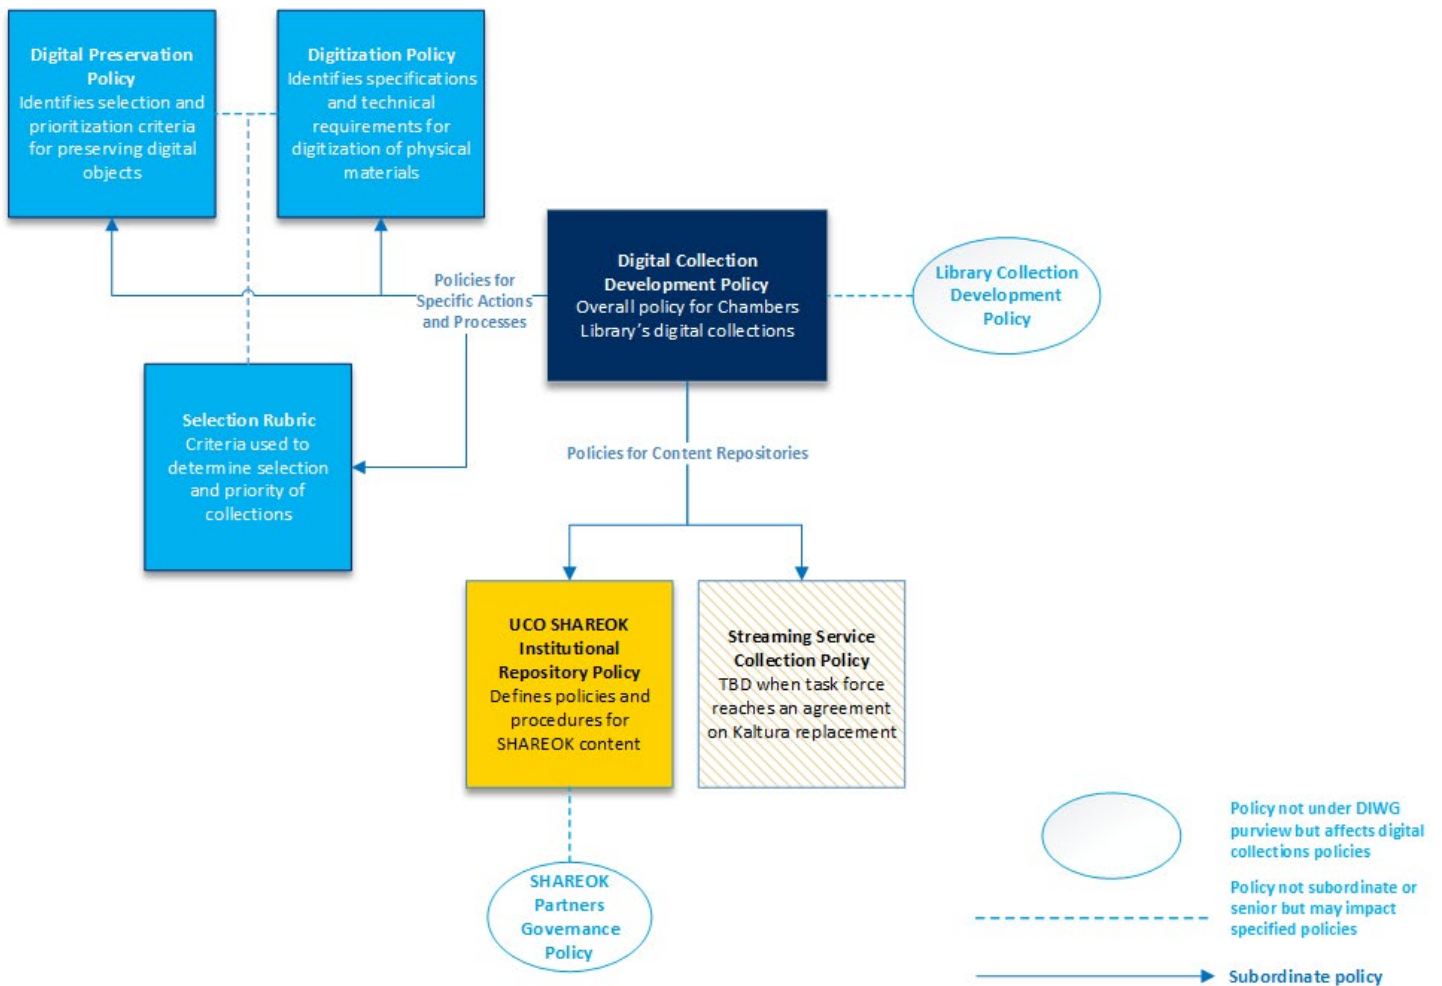 Digital Preservation
Policy
Identifies selection and
prioritization criteria
for preserving digital
objects
Digitization Policy
Identifies specifications
and technical
requirements for
digitization of physical
materials
Policies for
Specific Actions
and Processes
Digital Collection
Development Policy
Overall policy for Chambers
Library’s digital collections
Library Collection
Development
Policy
Selection Rubric
Criteria used to
determine selection
and priority of
collections
Policies for Content Repositories
UCO SHAREOK
Institutional
Repository Policy
Defines policies and
procedures for
SHAREOK content
Streaming Service
Collection Policy
TBD when task force
reaches an agreement
on Kaltura replacement
SHAREOK
Partners
Governance
Policy
Policy not under DIWG
purview but affects digital
collections policies
Policy not subordinate or
senior but may impact
specified policies
Subordinate policy